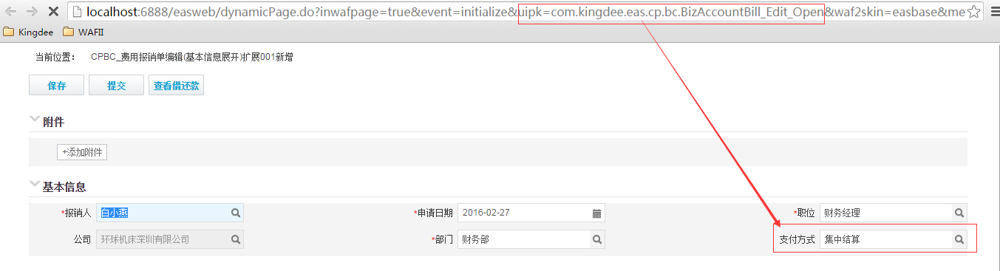 localhost:6888/easweb/dynamicPage.do?inwafpage=true&event=initialize&uipk=com.kingdee.eas.cp.bc.BizAccountBill_Edit_Open&waf2skin=easbase&me
Kingdee WAFII
当前位置： CPBC_费用报销单编辑(基本信息展开)扩展001新增
保存 提交 查看借还款
附件
+添加附件
基本信息
*报销人 白小燕 *申请日期 2016-02-27 *职位 财务经理
公司 环球机床深圳有限公司 *部门 财务部 支付方式 集中结算